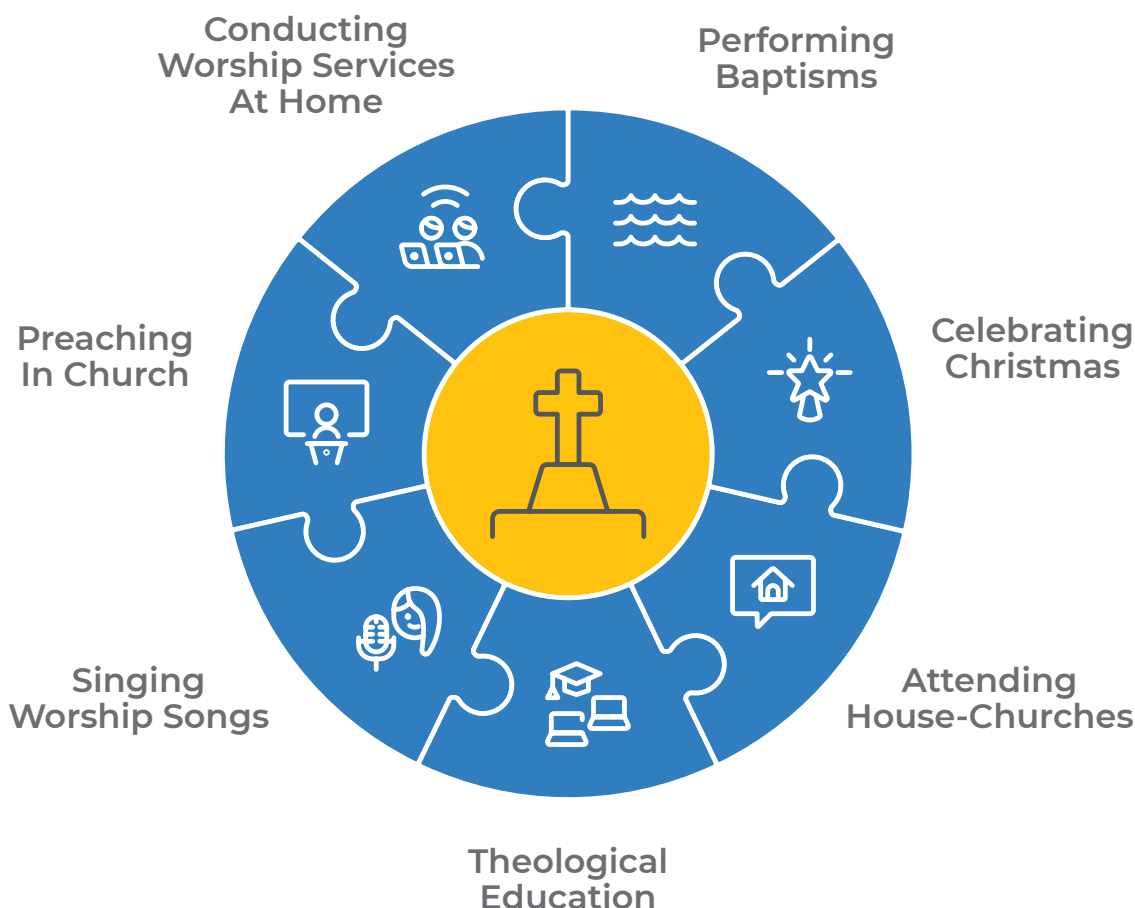 Conducting
Worship Services
At Home
Performing
Baptisms
Celebrating
Christmas
Attending
House-Churches
Theological
Education
Singing
Worship Songs
Preaching
In Church